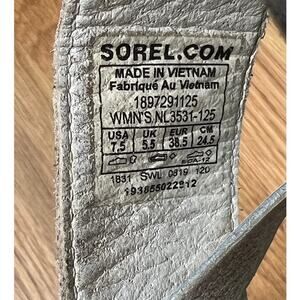 SOREL.COM
MADE IN VIETNAM
Fabriqué Au Vietnam
1897291125
WMN'S.NL3531-125
USA UK EUR CM
7.5 5.5 38.5 24.5
1831 SWL 0819 120
193855022912